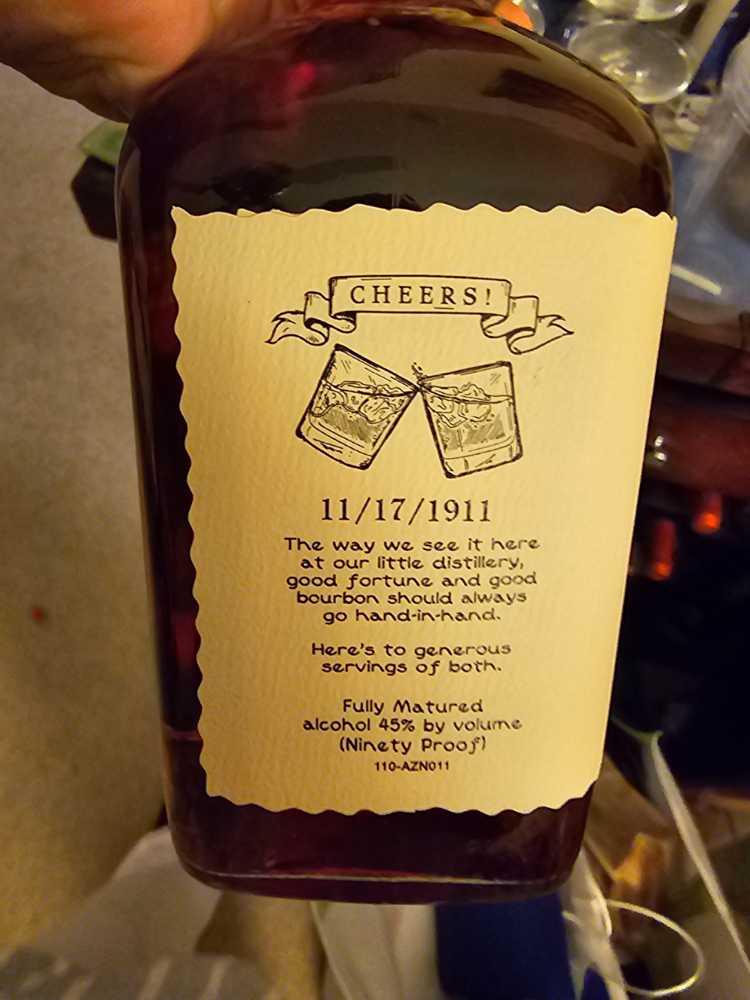 CHEERS!
11/17/1911
The way we see it here
at our little distillery,
good fortune and good
bourbon should always
go hand-in-hand.
Here's to generous
servings of both.
Fully Matured
alcohol 45% by volume
(Ninety Proof)
110-AZN011